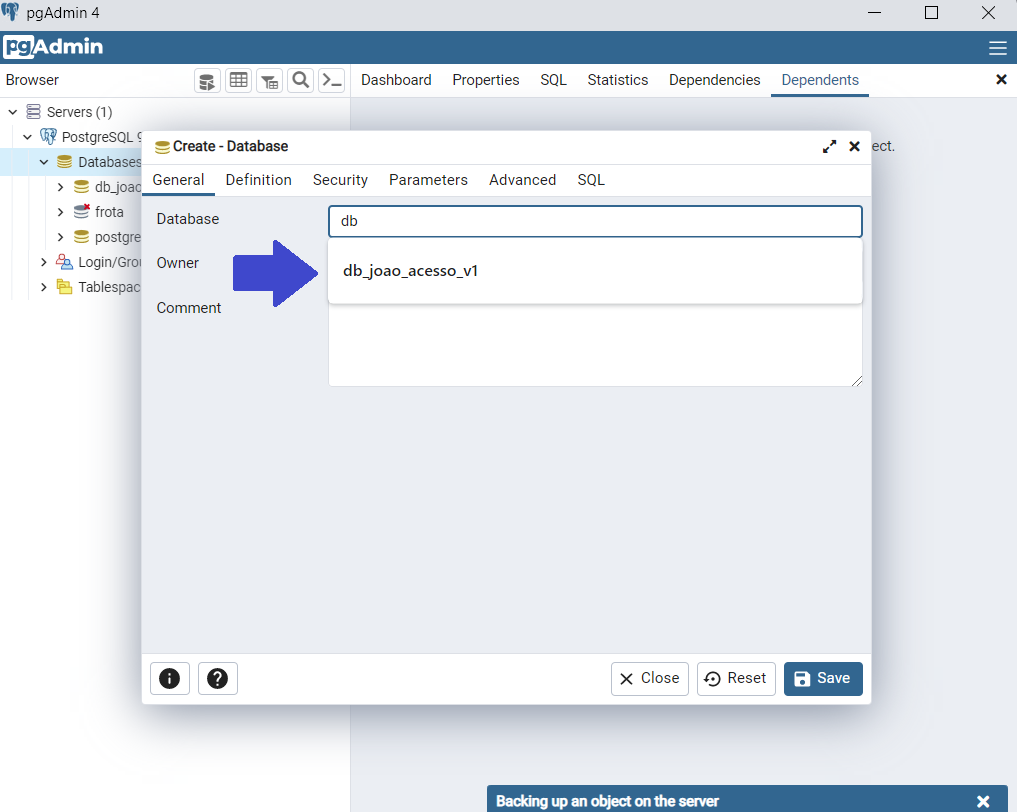 pgAdmin 4
pgAdmin
Browser
Dashboard Properties SQL Statistics Dependencies Dependents
Servers (1)
PostgreSQL 9
ect.
Databases
db_joao
frota
postgre
Login/Gro
Tablespac
Create - Database
General Definition Security Parameters Advanced SQL
Database
db
db_joao_acesso_v1
Owner
Comment
Close Reset Save
Backing up an object on the server